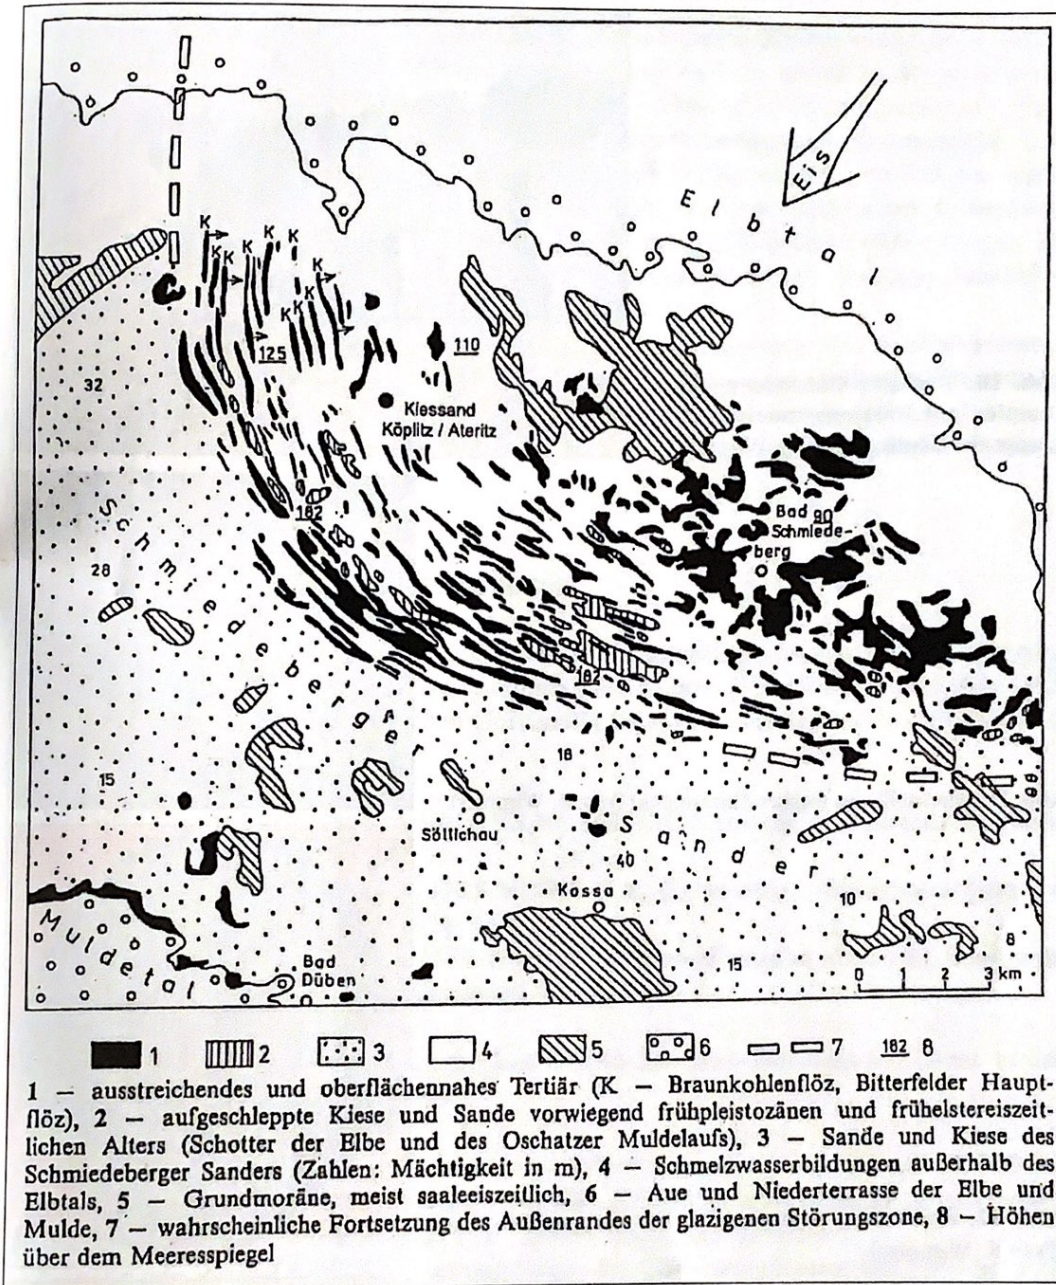 Eis
Elbtal
K
K
K
K
K
K
K
K
K
K
125
110
32
Kiessand
Köplitz / Ateritz
182
Bad
90
Schmiede-
berg
28
Schmiedeberger
182
18
15
Söllichau
Sander
40
Kossa
10
8
Muldetal
Bad
Düben
15
0 1 2 3 km
1 2 3 4 5 6 7 182 8
1 — ausstreichendes und oberflächennahes Tertiär (K — Braunkohlenflöz, Bitterfelder Haupt-
flöz), 2 — aufgeschleppte Kiese und Sande vorwiegend frühpleistozänen und frühelstereiszeit-
lichen Alters (Schotter der Elbe und des Oschatzer Muldelaufs), 3 — Sande und Kiese des
Schmiedeberger Sanders (Zahlen: Mächtigkeit in m), 4 — Schmelzwasserbildungen außerhalb des
Elbtals, 5 — Grundmoräne, meist saaleeiszeitlich, 6 — Aue und Niederterrasse der Elbe und
Mulde, 7 — wahrscheinliche Fortsetzung des Außenrandes der glazigenen Störungszone, 8 — Höhen
über dem Meeresspiegel